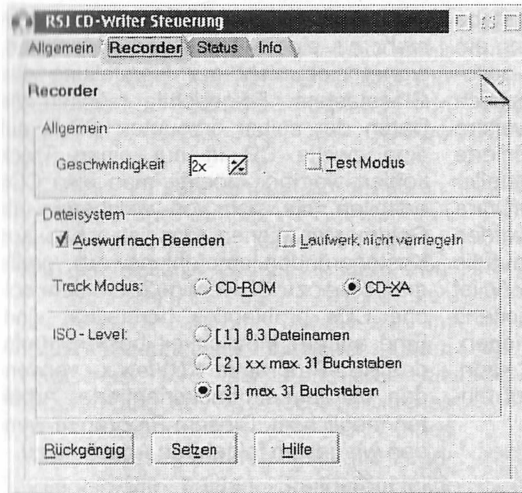 RSJ CD-Writer Steuerung
Allgemein Recorder Status Info
Recorder
Allgemein
Geschwindigkeit 2x Test Modus
Dateisystem
Auswurf nach Beenden Laufwerk nicht verriegeln
Track Modus: CD-ROM CD-XA
ISO - Level: [1] 8.3 Dateinamen
[2] x.x. max. 31 Buchstaben
[3] max. 31 Buchstaben
Rückgängig Setzen Hilfe